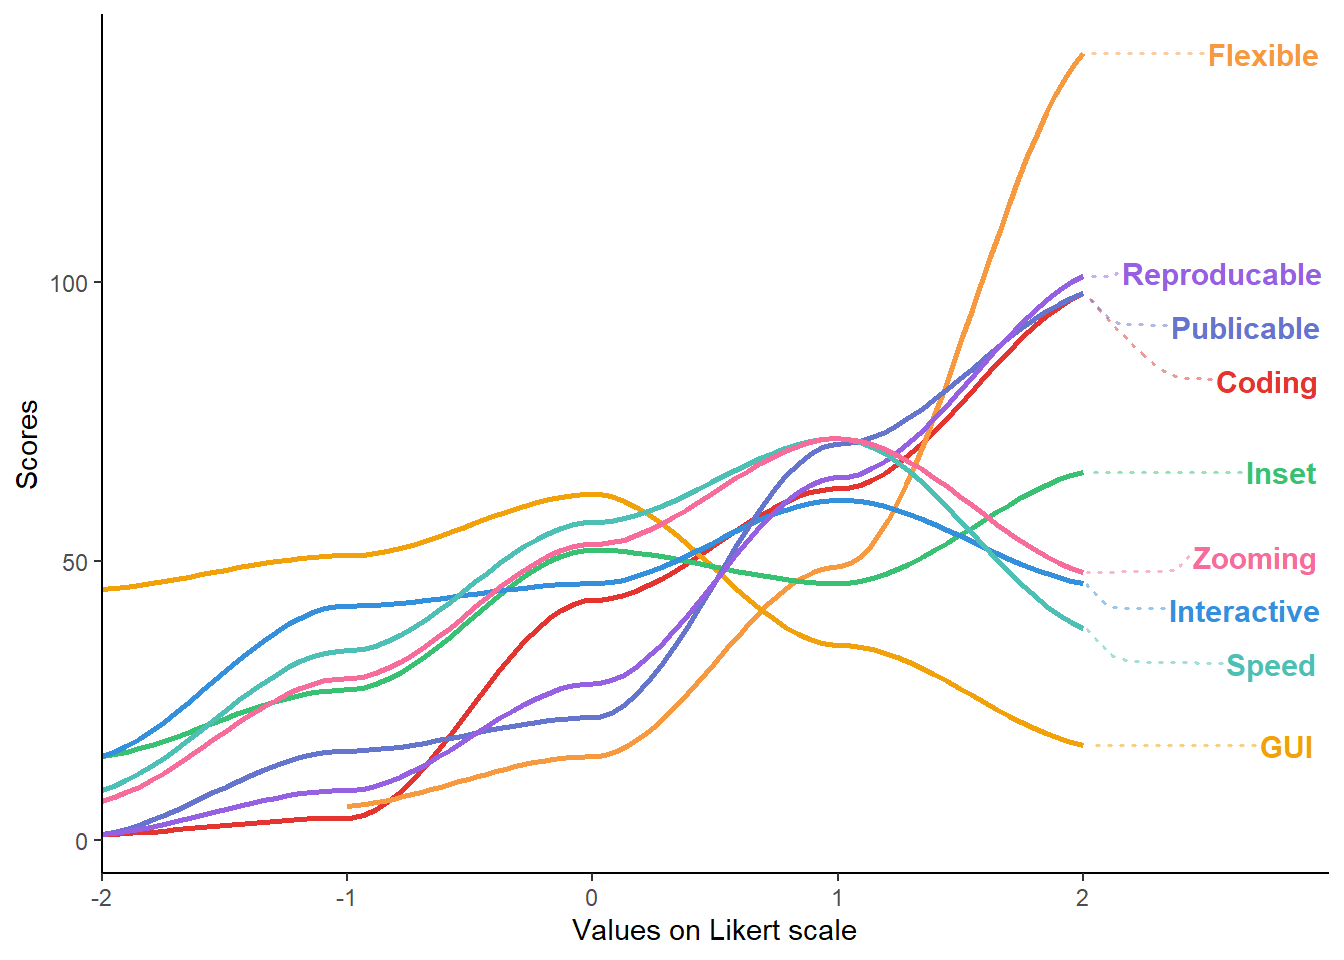 Flexible
Reproducable
100
Publicable
Coding
Scores
Inset
50
Zooming
Interactive
Speed
GUI
0
-2 -1 0 1 2
Values on Likert scale